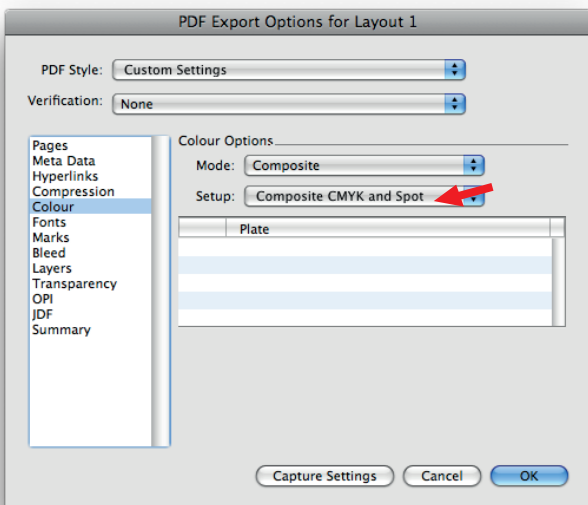 PDF Export Options for Layout 1
PDF Style: Custom Settings
Verification: None
Pages
Meta Data
Hyperlinks
Compression
Colour
Fonts
Marks
Bleed
Layers
Transparency
OPI
JDF
Summary
Colour Options
Mode: Composite
Setup: Composite CMYK and Spot
Plate
Capture Settings Cancel OK